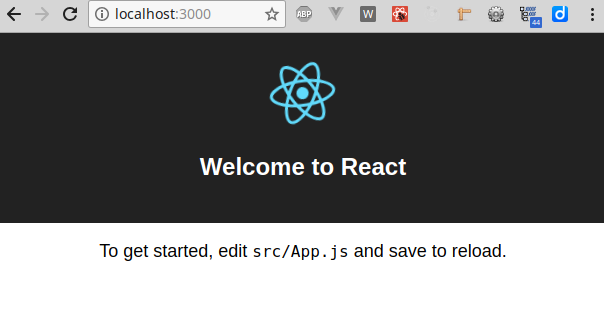 localhost:3000
ABP
W
44
d
Welcome to React
To get started, edit src/App.js and save to reload.